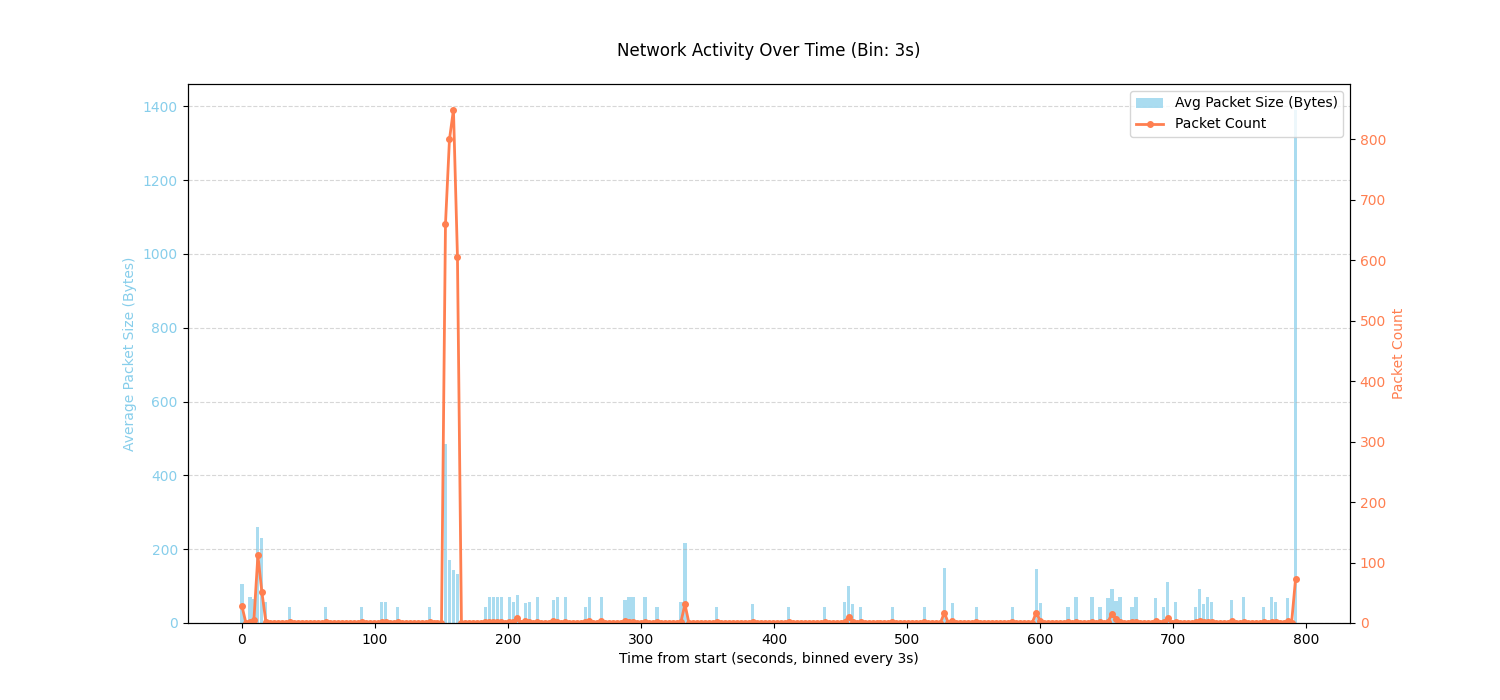 Network Activity Over Time (Bin: 3s)
Avg Packet Size (Bytes)
Packet Count
Average Packet Size (Bytes)
1400
1200
1000
800
600
400
200
0
Packet Count
800
700
600
500
400
300
200
100
0
0 100 200 300 400 500 600 700 800
Time from start (seconds, binned every 3s)